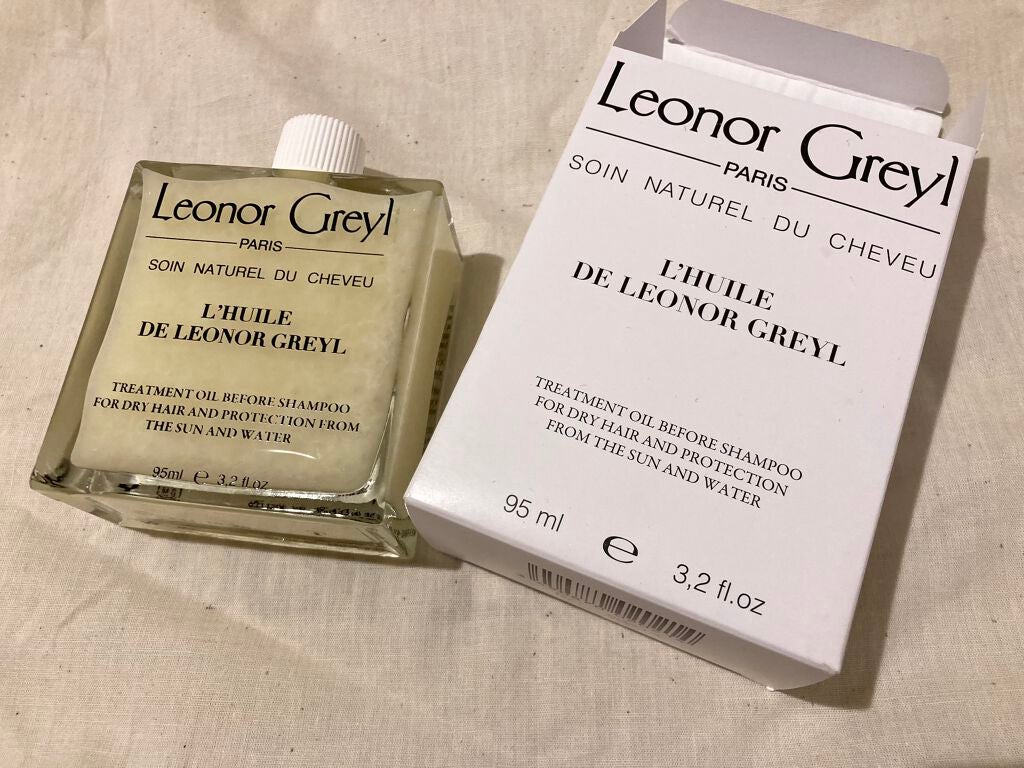 Leonor Greyl
PARIS
SOIN NATUREL DU CHEVEU
L'HUILE
DE LEONOR GREYL
TREATMENT OIL BEFORE SHAMPOO
FOR DRY HAIR AND PROTECTION FROM
THE SUN AND WATER
95ml e 3,2 fl.oz
Leonor Greyl
PARIS
SOIN NATUREL DU CHEVEU
L'HUILE
DE LEONOR GREYL
TREATMENT OIL BEFORE SHAMPOO
FOR DRY HAIR AND PROTECTION
FROM THE SUN AND WATER
95 ml e 3,2 fl.oz